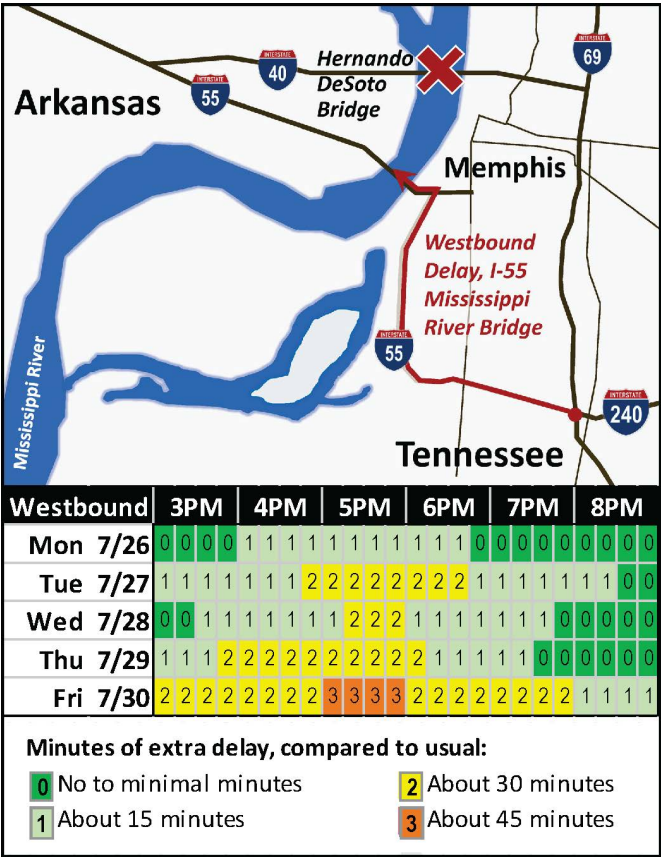 INTERSTATE
69
Hernando
DeSoto
Bridge
INTERSTATE
40
INTERSTATE
55
Arkansas
Memphis
Westbound
Delay, I-55
Mississippi
River Bridge
INTERSTATE
55
Mississippi River
INTERSTATE
240
Tennessee
Westbound 3PM 4PM 5PM 6PM 7PM 8PM
Mon 7/26 0 0 0 0 1 1 1 1 1 1 1 1 1 1 1 0 0 0 0 0 0 0 0 0
Tue 7/27 1 1 1 1 1 1 1 2 2 2 2 2 2 2 2 1 1 1 1 1 1 1 0 0
Wed 7/28 0 0 1 1 1 1 1 1 1 2 2 2 1 1 1 1 1 1 1 0 0 0 0 0
Thu 7/29 1 1 1 2 2 2 2 2 2 2 2 2 2 1 1 1 1 1 0 0 0 0 0 0
Fri 7/30 2 2 2 2 2 2 2 2 3 3 3 3 2 2 2 2 2 2 2 2 1 1 1 1
Minutes of extra delay, compared to usual:
0 No to minimal minutes
2 About 30 minutes
1 About 15 minutes
3 About 45 minutes